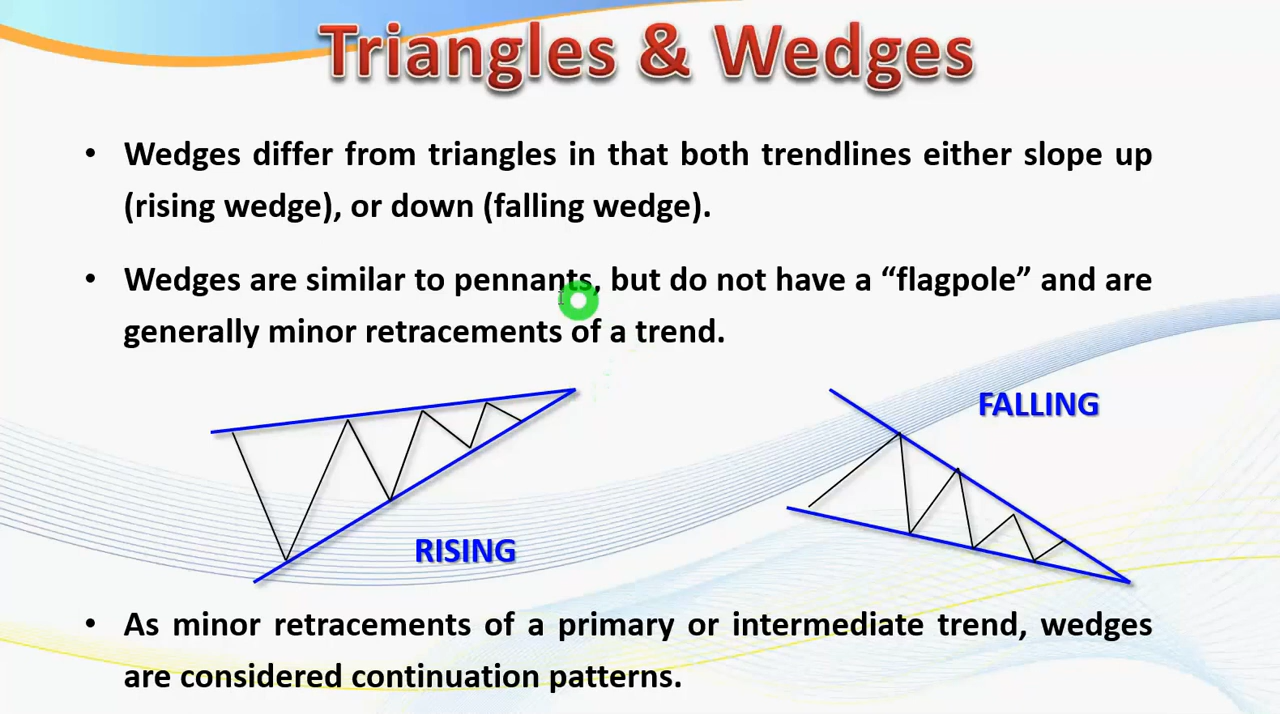 Triangles & Wedges
• Wedges differ from triangles in that both trendlines either slope up
(rising wedge), or down (falling wedge).
• Wedges are similar to pennants, but do not have a “flagpole” and are
generally minor retracements of a trend.
FALLING
RISING
• As minor retracements of a primary or intermediate trend, wedges
are considered continuation patterns.